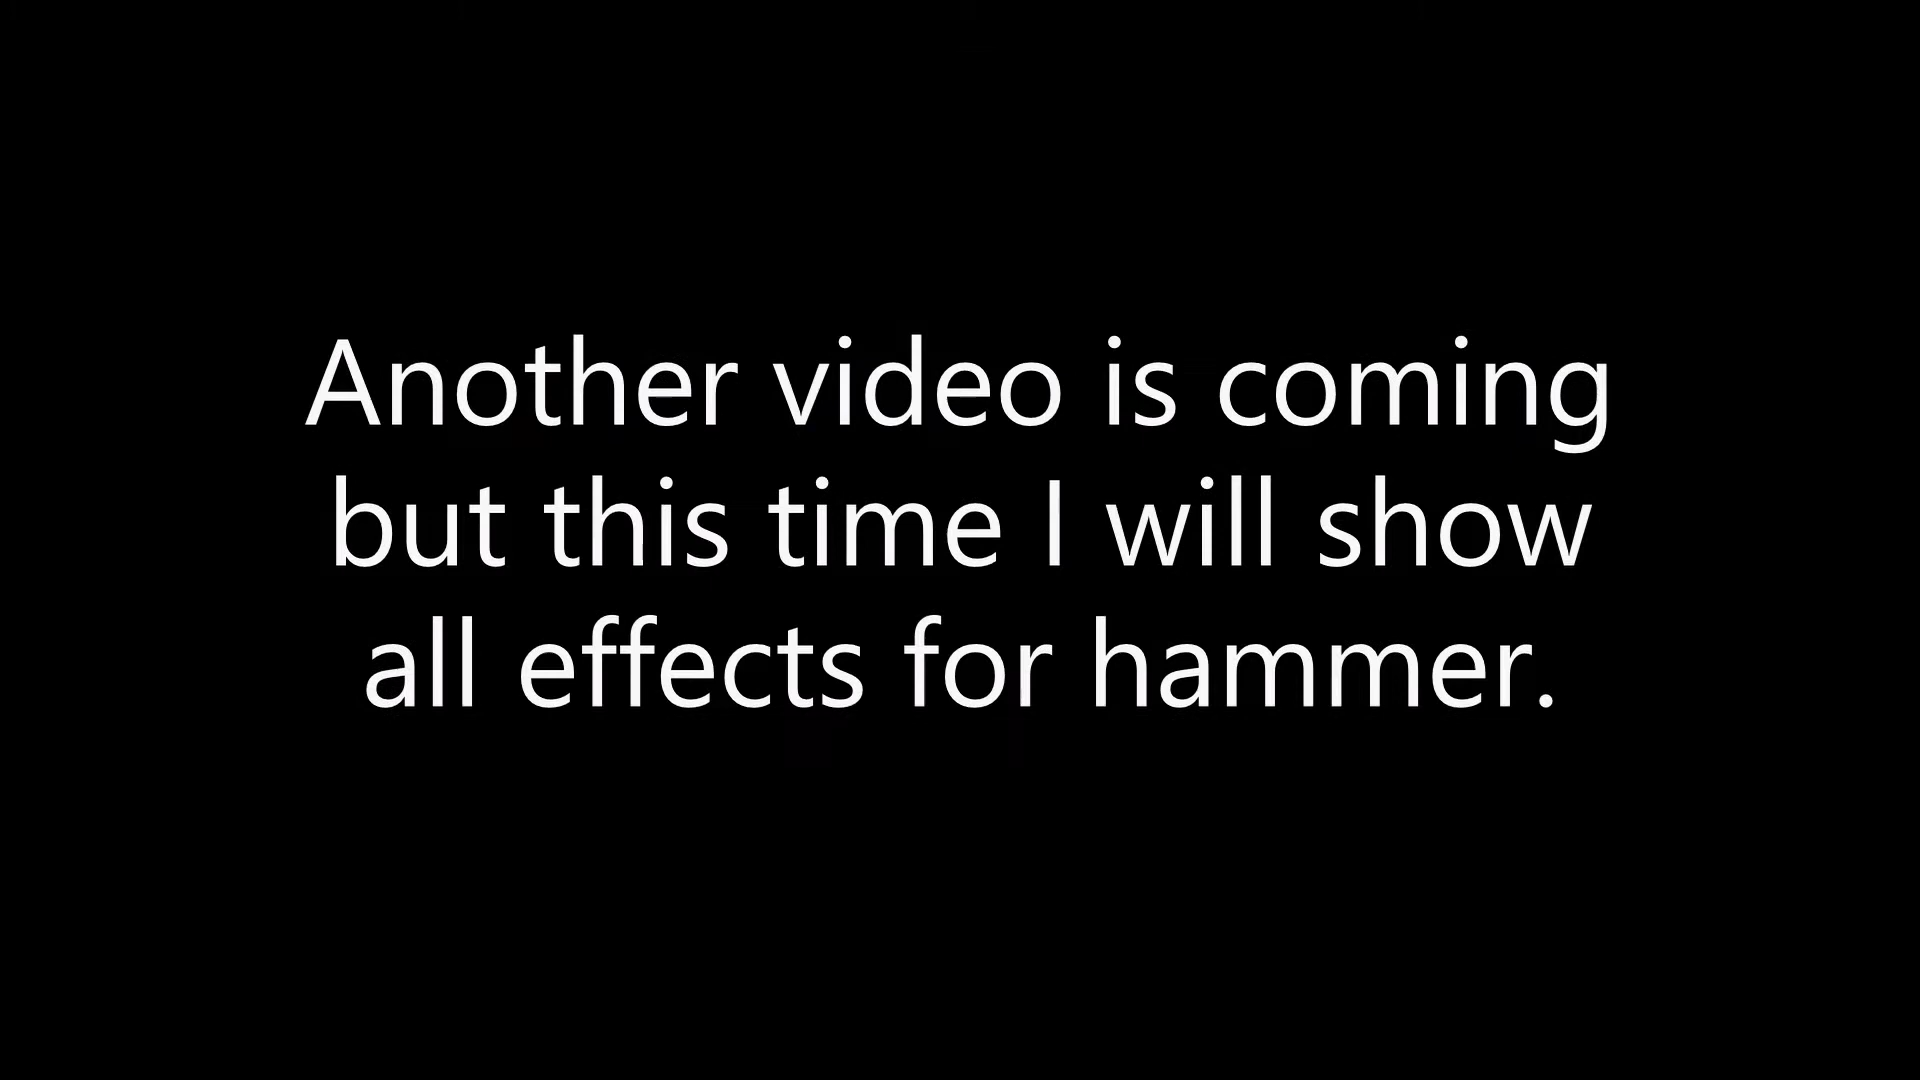 Another video is coming
but this time I will show
all effects for hammer.